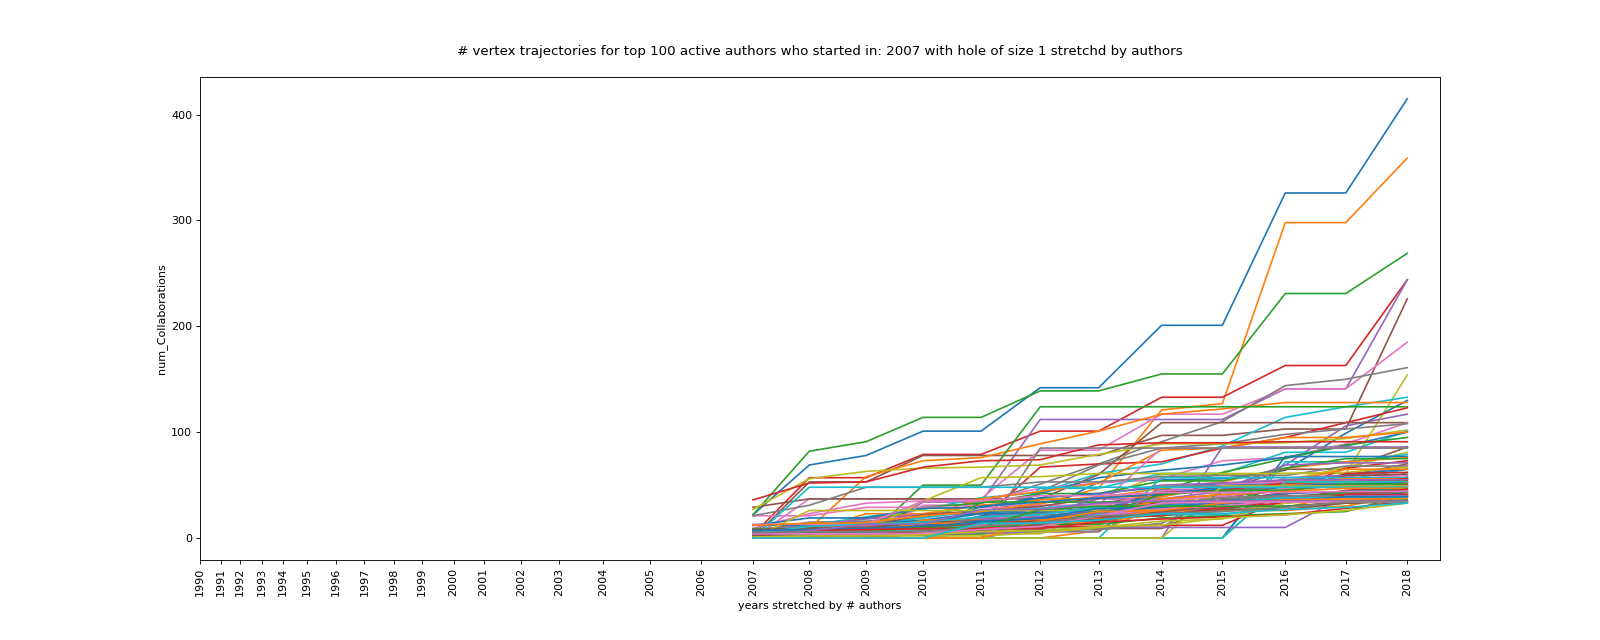 # vertex trajectories for top 100 active authors who started in: 2007 with hole of size 1 stretchd by authors
num_Collaborations
400
300
200
100
0
1990 1991 1992 1993 1994 1995 1996 1997 1998 1999 2000 2001 2002 2003 2004 2005 2006 2007 2008 2009 2010 2011 2012 2013 2014 2015 2016 2017 2018
years stretched by # authors